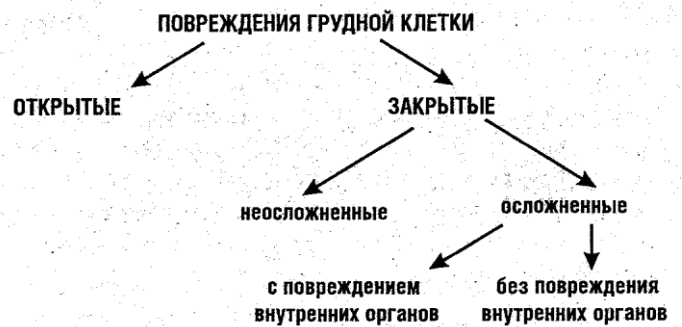 ПОВРЕЖДЕНИЯ ГРУДНОЙ КЛЕТКИ
ОТКРЫТЫЕ
ЗАКРЫТЫЕ
неосложненные
осложненные
с повреждением
внутренних органов
без повреждения
внутренних органов